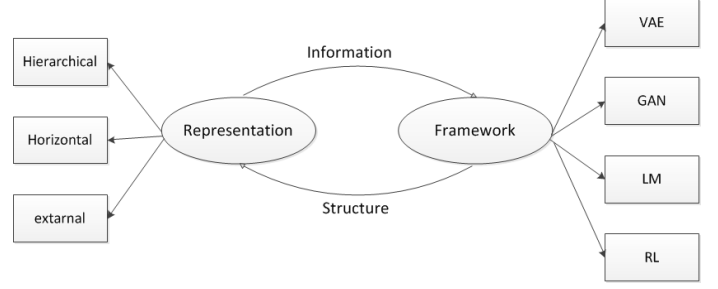 VAE
Information
Hierarchical
GAN
Horizontal
Representation
Framework
LM
extarnal
Structure
RL